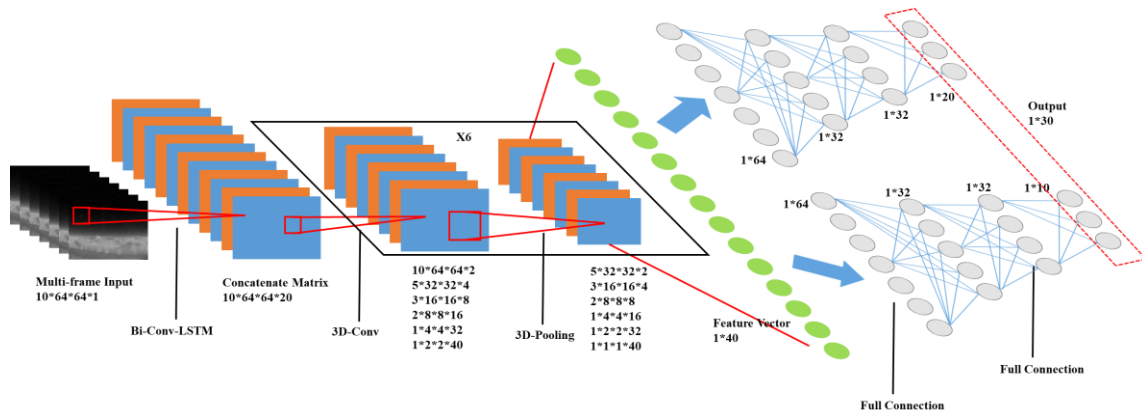 Multi-frame Input
10*64*64*1
Bi-Conv-LSTM
Concatenate Matrix
10*64*64*20
X6
3D-Conv
10*64*64*2
5*32*32*4
3*16*16*8
2*8*8*16
1*4*4*32
1*2*2*40
3D-Pooling
5*32*32*2
3*16*16*4
2*8*8*8
1*4*4*16
1*2*2*32
1*1*1*40
Feature Vector
1*40
1*64
1*32
1*32
1*20
Output
1*30
1*64
1*32
1*32
1*10
Full Connection
Full Connection